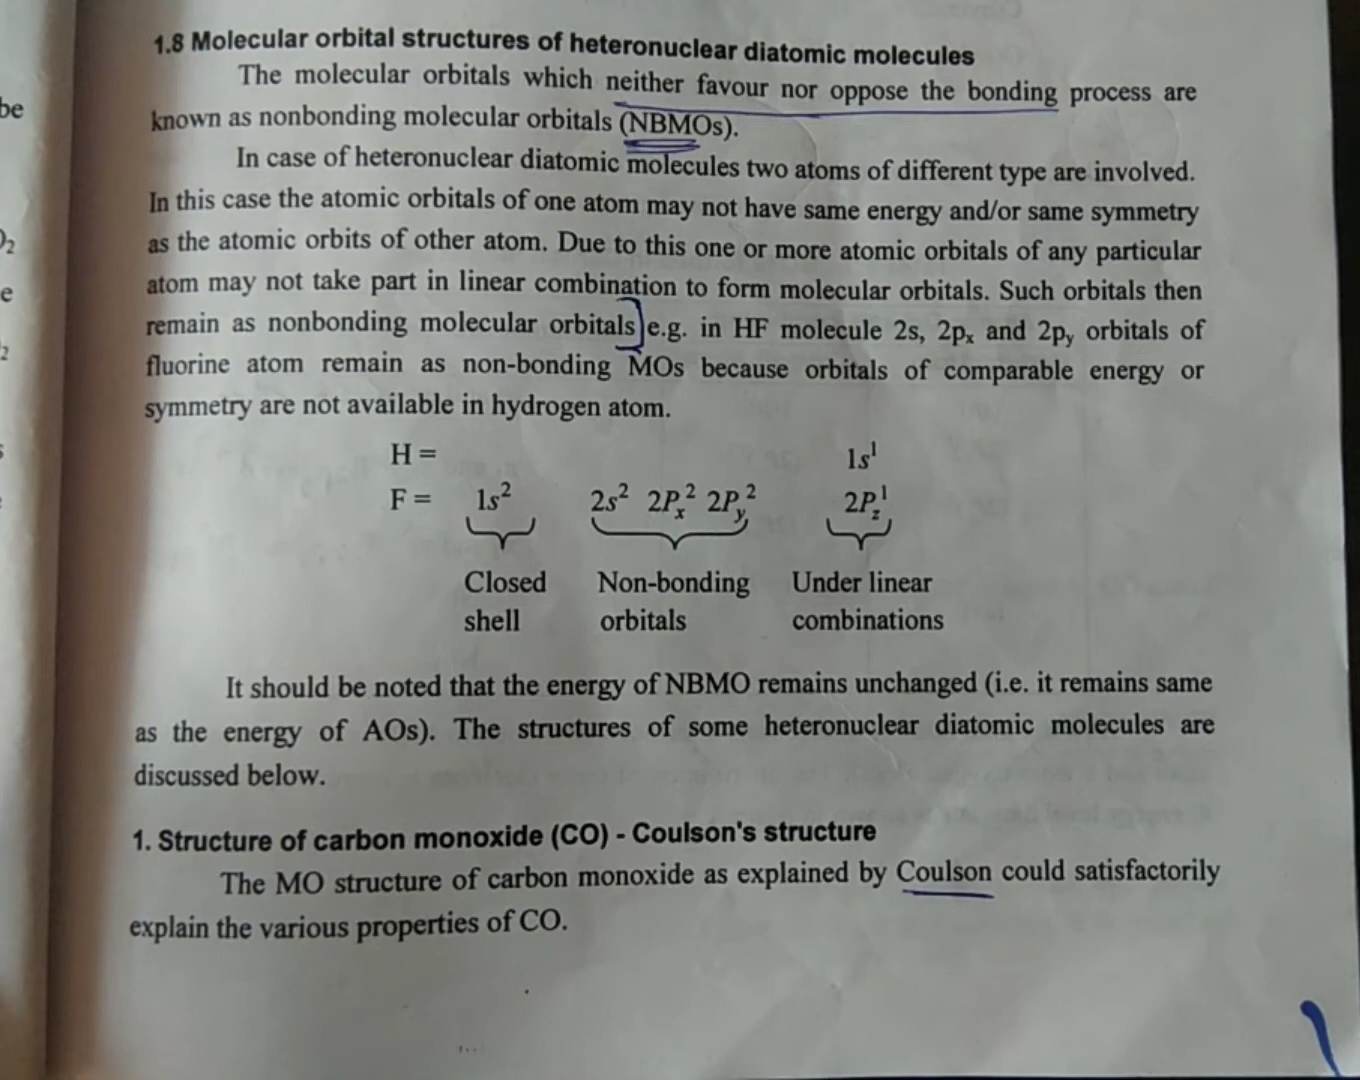 1.8 Molecular orbital structures of heteronuclear diatomic molecules
The molecular orbitals which neither favour nor oppose the bonding process are
known as nonbonding molecular orbitals (NBMOs).
In case of heteronuclear diatomic molecules two atoms of different type are involved.
In this case the atomic orbitals of one atom may not have same energy and/or same symmetry
as the atomic orbits of other atom. Due to this one or more atomic orbitals of any particular
atom may not take part in linear combination to form molecular orbitals. Such orbitals then
remain as nonbonding molecular orbitals] e.g. in HF molecule 2s, 2pₓ and 2pᵧ orbitals of
fluorine atom remain as non-bonding MOs because orbitals of comparable energy or
symmetry are not available in hydrogen atom.
H = 1s¹
F = 1s² 2s² 2Pₓ² 2Pᵧ² 2P_z¹
Closed Non-bonding Under linear
shell orbitals combinations
It should be noted that the energy of NBMO remains unchanged (i.e. it remains same
as the energy of AOs). The structures of some heteronuclear diatomic molecules are
discussed below.
1. Structure of carbon monoxide (CO) - Coulson's structure
The MO structure of carbon monoxide as explained by Coulson could satisfactorily
explain the various properties of CO.
be
e